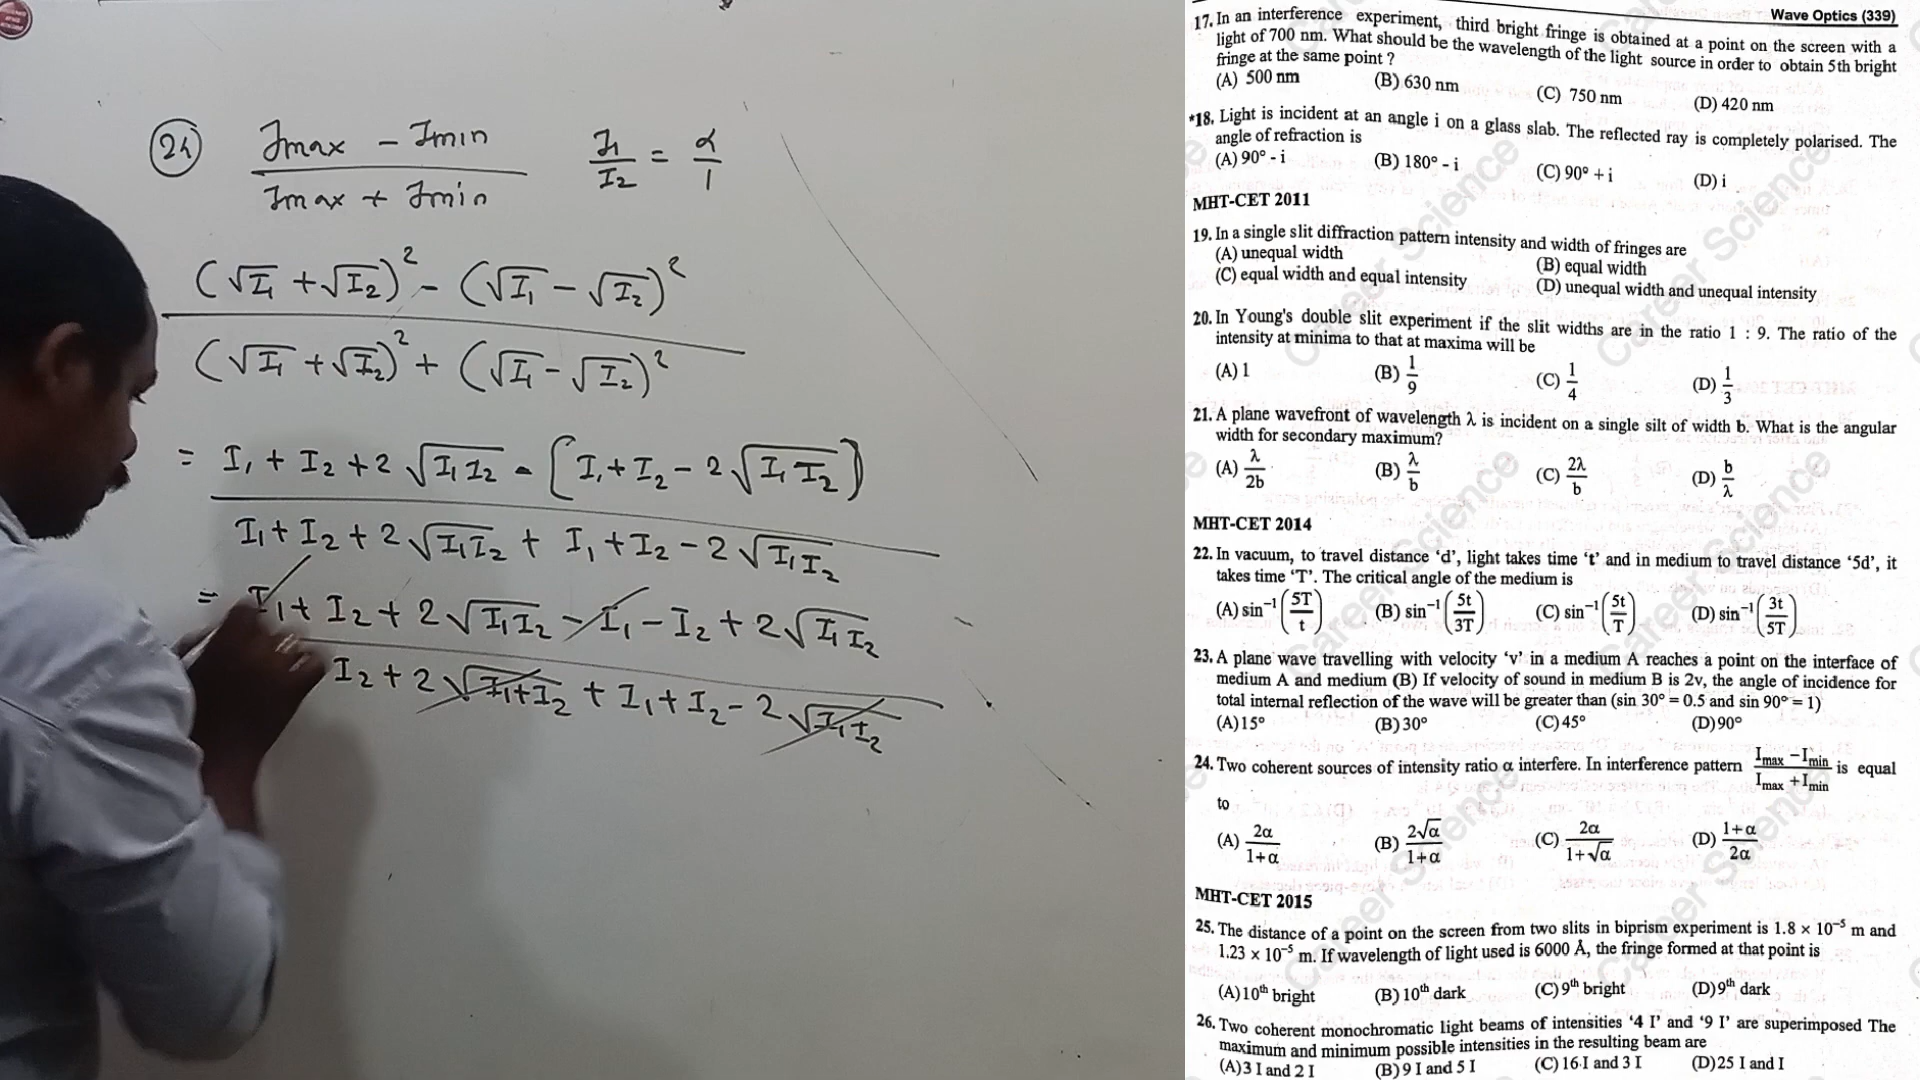 24 Imax - Imin I1 = α
Imax + Imin I2 1
(√I1 + √I2)² - (√I1 - √I2)²
(√I1 + √I2)² + (√I1 - √I2)²
= I1 + I2 + 2 √I1 I2 - [I1 + I2 - 2 √I1 I2]
I1 + I2 + 2 √I1 I2 + I1 + I2 - 2 √I1 I2
= I1 + I2 + 2 √I1 I2 - I1 - I2 + 2 √I1 I2
I2 + 2 √I1+I2 + I1 + I2 - 2 √I1+I2
Wave Optics (339)
17. In an interference experiment, third bright fringe is obtained at a point on the screen with a
light of 700 nm. What should be the wavelength of the light source in order to obtain 5th bright
fringe at the same point ?
(A) 500 nm (B) 630 nm (C) 750 nm (D) 420 nm
*18. Light is incident at an angle i on a glass slab. The reflected ray is completely polarised. The
angle of refraction is
(A) 90° - i (B) 180° - i (C) 90° + i (D) i
MHT-CET 2011
19. In a single slit diffraction pattern intensity and width of fringes are
(A) unequal width (B) equal width
(C) equal width and equal intensity (D) unequal width and unequal intensity
20. In Young's double slit experiment if the slit widths are in the ratio 1 : 9. The ratio of the
intensity at minima to that at maxima will be
(A) 1 (B) 1/9 (C) 1/4 (D) 1/3
21. A plane wavefront of wavelength λ is incident on a single silt of width b. What is the angular
width for secondary maximum?
(A) λ/2b (B) λ/b (C) 2λ/b (D) b/λ
MHT-CET 2014
22. In vacuum, to travel distance ‘d’, light takes time ‘t’ and in medium to travel distance ‘5d’, it
takes time ‘T’. The critical angle of the medium is
(A) sin⁻¹(5T/t) (B) sin⁻¹(5t/3T) (C) sin⁻¹(5t/T) (D) sin⁻¹(3t/5T)
23. A plane wave travelling with velocity ‘v’ in a medium A reaches a point on the interface of
medium A and medium (B) If velocity of sound in medium B is 2v, the angle of incidence for
total internal reflection of the wave will be greater than (sin 30° = 0.5 and sin 90° = 1)
(A) 15° (B) 30° (C) 45° (D) 90°
24. Two coherent sources of intensity ratio α interfere. In interference pattern Imax –Imin / Imax +Imin is equal
to
(A) 2α/1+α (B) 2√α/1+α (C) 2α/1+√α (D) 1+α/2α
MHT-CET 2015
25. The distance of a point on the screen from two slits in biprism experiment is 1.8 × 10⁻⁵ m and
1.23 × 10⁻⁵ m. If wavelength of light used is 6000 Å, the fringe formed at that point is
(A) 10th bright (B) 10th dark (C) 9th bright (D) 9th dark
26. Two coherent monochromatic light beams of intensities ‘4 I’ and ‘9 I’ are superimposed The
maximum and minimum possible intensities in the resulting beam are
(A) 3 I and 2 I (B) 9 I and 5 I (C) 16 I and 3 I (D) 25 I and I
Career Science